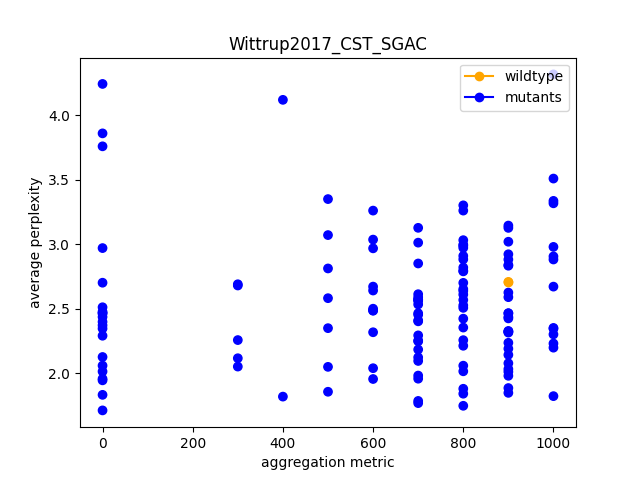 Wittrup2017_CST_SGAC
wildtype
mutants
average perplexity
4.0
3.5
3.0
2.5
2.0
0 200 400 600 800 1000
aggregation metric